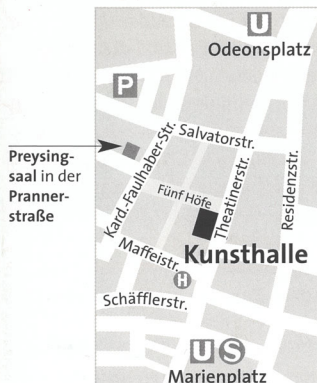 U
Odeonsplatz
P
Salvatorstr.
Kard.-Faulhaber-Str.
Preysing-
saal in der
Pranner-
straße
Fünf Höfe
Theatinerstr.
Residenzstr.
Kunsthalle
Maffeistr.
H
Schäfflerstr.
U S
Marienplatz